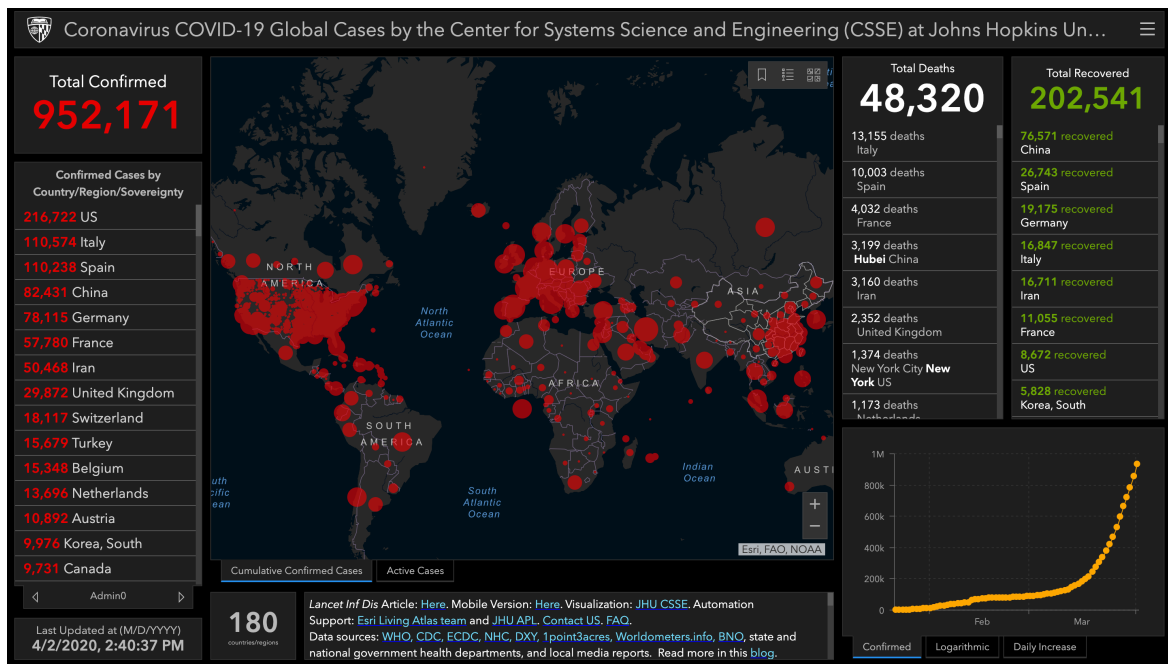 Coronavirus COVID-19 Global Cases by the Center for Systems Science and Engineering (CSSE) at Johns Hopkins Un...
Total Confirmed
952,171
Confirmed Cases by
Country/Region/Sovereignty
216,722 US
110,574 Italy
110,238 Spain
82,431 China
78,115 Germany
57,780 France
50,468 Iran
29,872 United Kingdom
18,117 Switzerland
15,679 Turkey
15,348 Belgium
13,696 Netherlands
10,892 Austria
9,976 Korea, South
9,731 Canada
Admin0
Last Updated at (M/D/YYYY)
4/2/2020, 2:40:37 PM
NORTH
AMERICA
EUROPE
ASIA
North
Atlantic
Ocean
AFRICA
SOUTH
AMERICA
Indian
Ocean
AUSTI
uth
cific
ean
South
Atlantic
Ocean
+
−
Esri, FAO, NOAA
Cumulative Confirmed Cases
Active Cases
180
countries/regions
Lancet Inf Dis Article: Here. Mobile Version: Here. Visualization: JHU CSSE. Automation
Support: Esri Living Atlas team and JHU APL. Contact US. FAQ.
Data sources: WHO, CDC, ECDC, NHC, DXY, 1point3acres, Worldometers.info, BNO, state and
national government health departments, and local media reports. Read more in this blog.
Total Deaths
48,320
13,155 deaths
Italy
10,003 deaths
Spain
4,032 deaths
France
3,199 deaths
Hubei China
3,160 deaths
Iran
2,352 deaths
United Kingdom
1,374 deaths
New York City New
York US
1,173 deaths
Netherlands
Total Recovered
202,541
76,571 recovered
China
26,743 recovered
Spain
19,175 recovered
Germany
16,847 recovered
Italy
16,711 recovered
Iran
11,055 recovered
France
8,672 recovered
US
5,828 recovered
Korea, South
1M
800k
600k
400k
200k
0
Feb
Mar
Confirmed
Logarithmic
Daily Increase